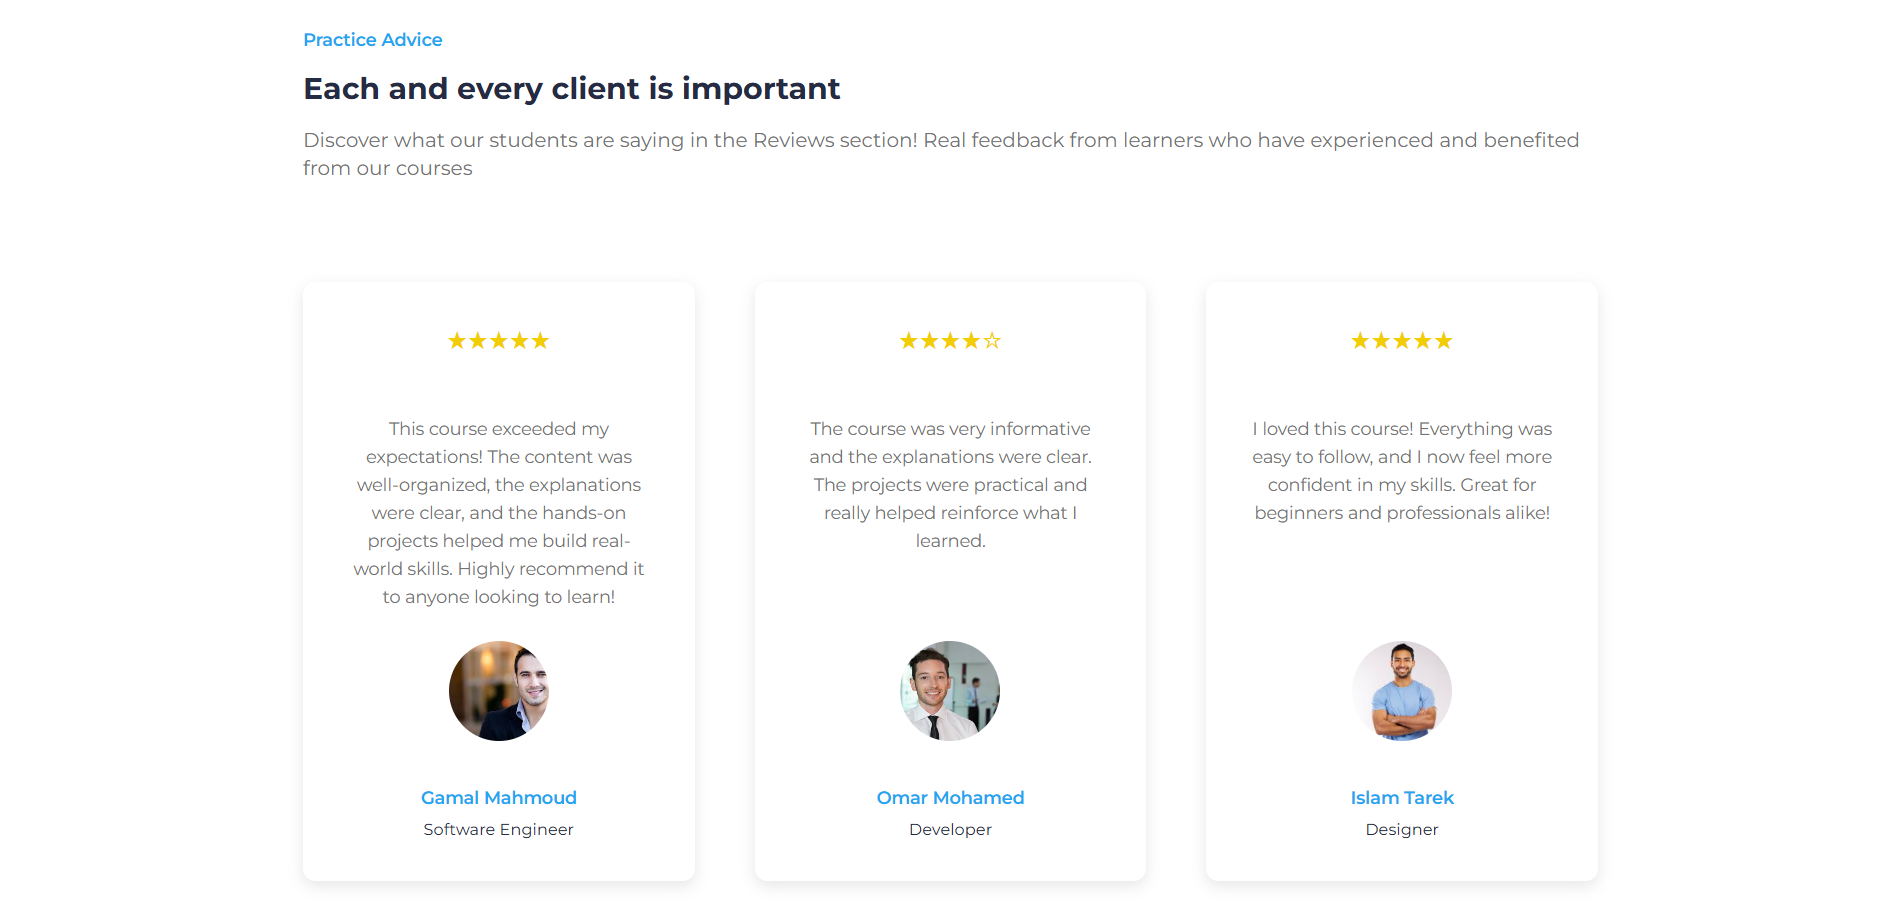 Practice Advice
Each and every client is important
Discover what our students are saying in the Reviews section! Real feedback from learners who have experienced and benefited
from our courses
★★★★★
This course exceeded my
expectations! The content was
well-organized, the explanations
were clear, and the hands-on
projects helped me build real-
world skills. Highly recommend it
to anyone looking to learn!
Gamal Mahmoud
Software Engineer
★★★★☆
The course was very informative
and the explanations were clear.
The projects were practical and
really helped reinforce what I
learned.
Omar Mohamed
Developer
★★★★★
I loved this course! Everything was
easy to follow, and I now feel more
confident in my skills. Great for
beginners and professionals alike!
Islam Tarek
Designer